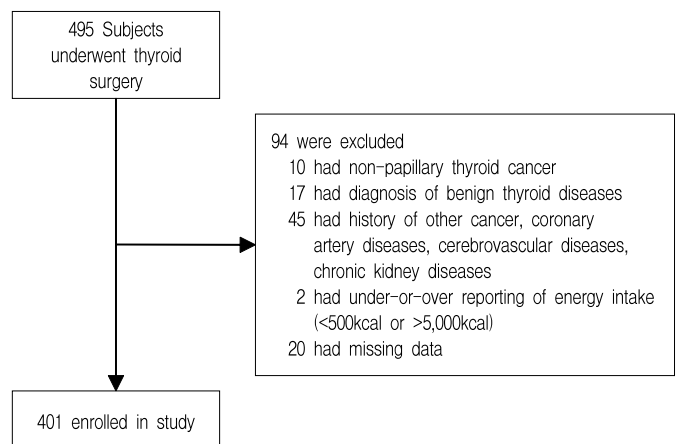 495 Subjects
underwent thyroid
surgery
94 were excluded
10 had non-papillary thyroid cancer
17 had diagnosis of benign thyroid diseases
45 had history of other cancer, coronary
artery diseases, cerebrovascular diseases,
chronic kidney diseases
2 had under-or-over reporting of energy intake
(<500kcal or >5,000kcal)
20 had missing data
401 enrolled in study